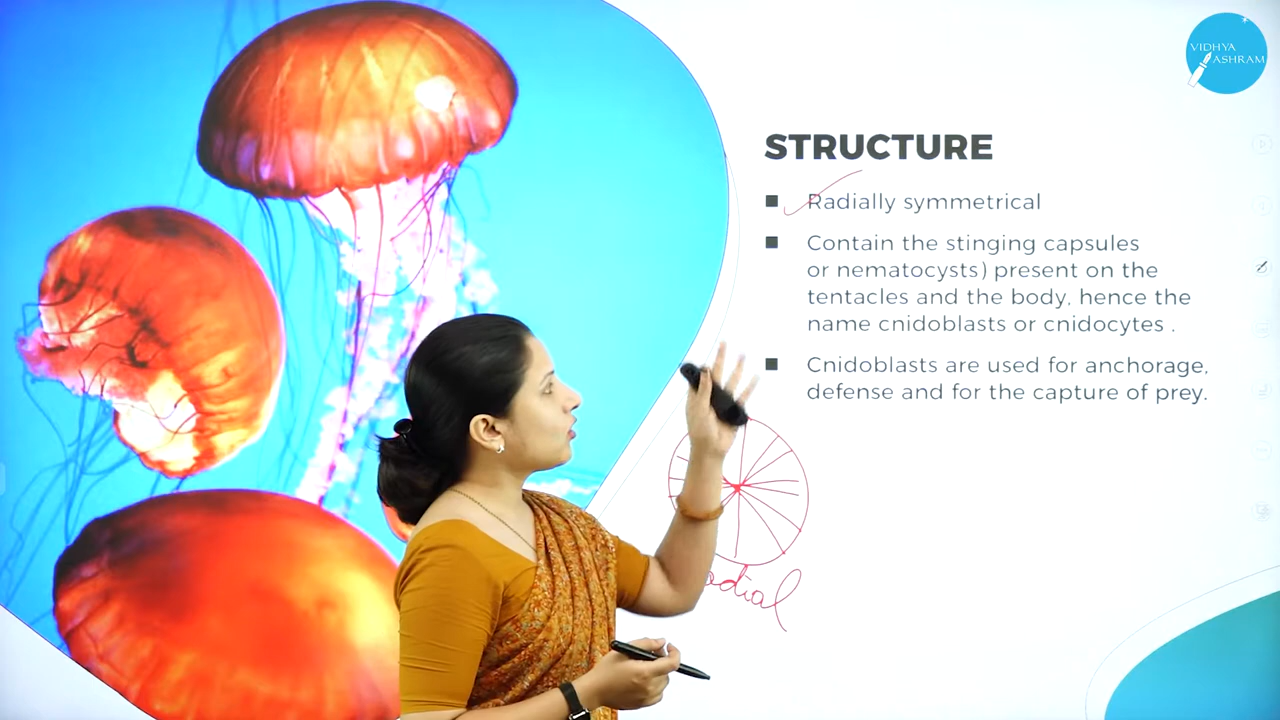 VIDHYA
ASHRAM
STRUCTURE
Radially symmetrical
Contain the stinging capsules
or nematocysts) present on the
tentacles and the body, hence the
name cnidoblasts or cnidocytes .
Cnidoblasts are used for anchorage,
defense and for the capture of prey.